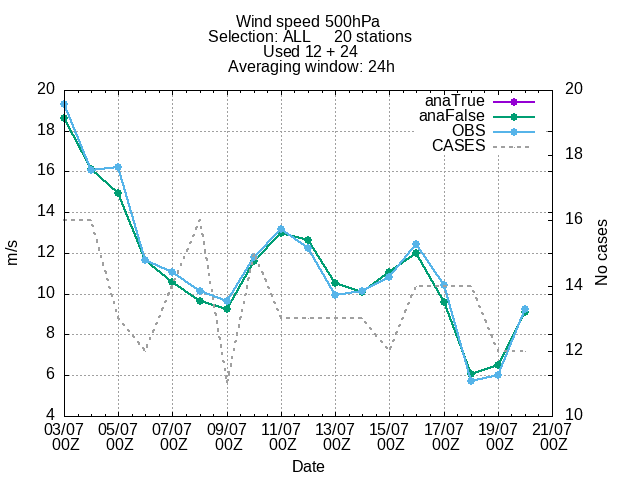 Wind speed 500hPa
Selection: ALL 20 stations
Used 12 + 24
Averaging window: 24h
anaTrue
anaFalse
OBS
CASES
m/s
20
18
16
14
12
10
8
6
4
No cases
20
18
16
14
12
10
03/07 05/07 07/07 09/07 11/07 13/07 15/07 17/07 19/07 21/07
00Z 00Z 00Z 00Z 00Z 00Z 00Z 00Z 00Z 00Z
Date